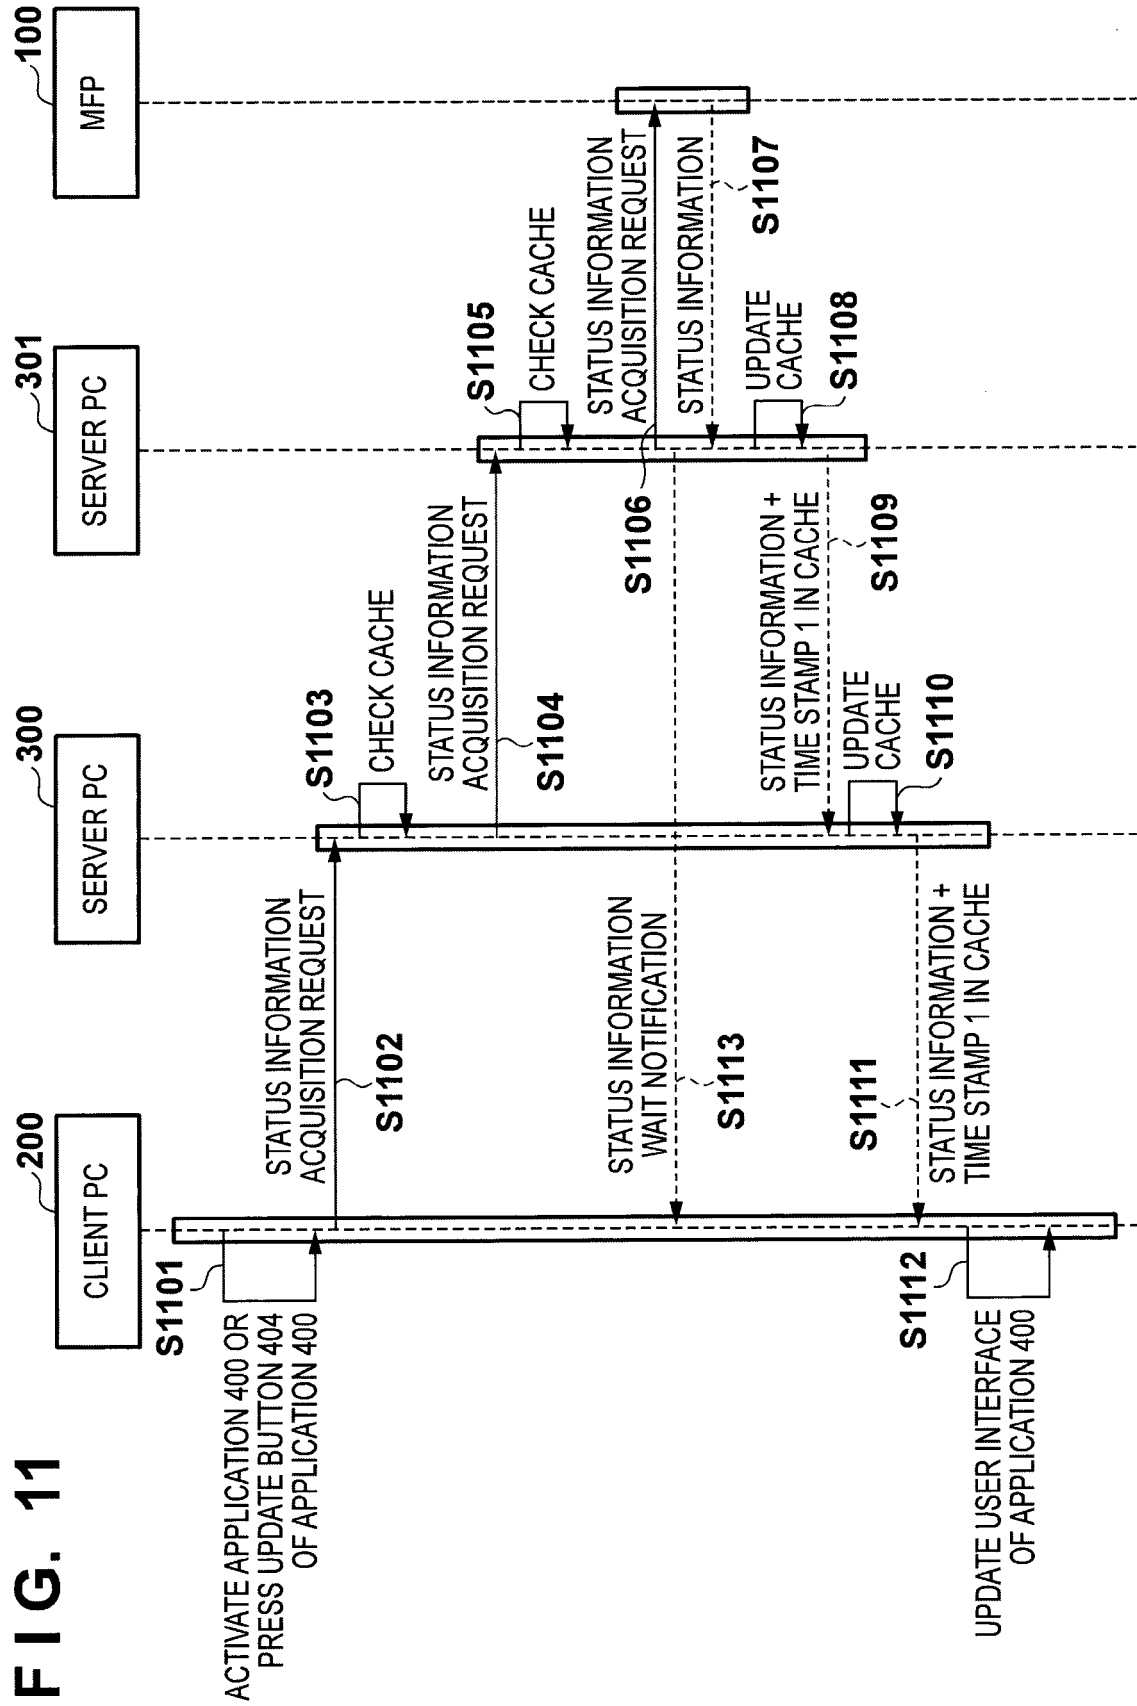 FIG. 11
200
CLIENT PC
300
SERVER PC
301
SERVER PC
100
MFP
S1101
ACTIVATE APPLICATION 400 OR
PRESS UPDATE BUTTON 404
OF APPLICATION 400
STATUS INFORMATION
ACQUISITION REQUEST
S1102
S1103
CHECK CACHE
STATUS INFORMATION
ACQUISITION REQUEST
S1104
S1105
CHECK CACHE
STATUS INFORMATION
ACQUISITION REQUEST
S1106
STATUS INFORMATION
WAIT NOTIFICATION
S1113
STATUS INFORMATION
S1107
UPDATE
CACHE
S1108
STATUS INFORMATION +
TIME STAMP 1 IN CACHE
S1109
UPDATE
CACHE
S1110
S1111
STATUS INFORMATION +
TIME STAMP 1 IN CACHE
S1112
UPDATE USER INTERFACE
OF APPLICATION 400